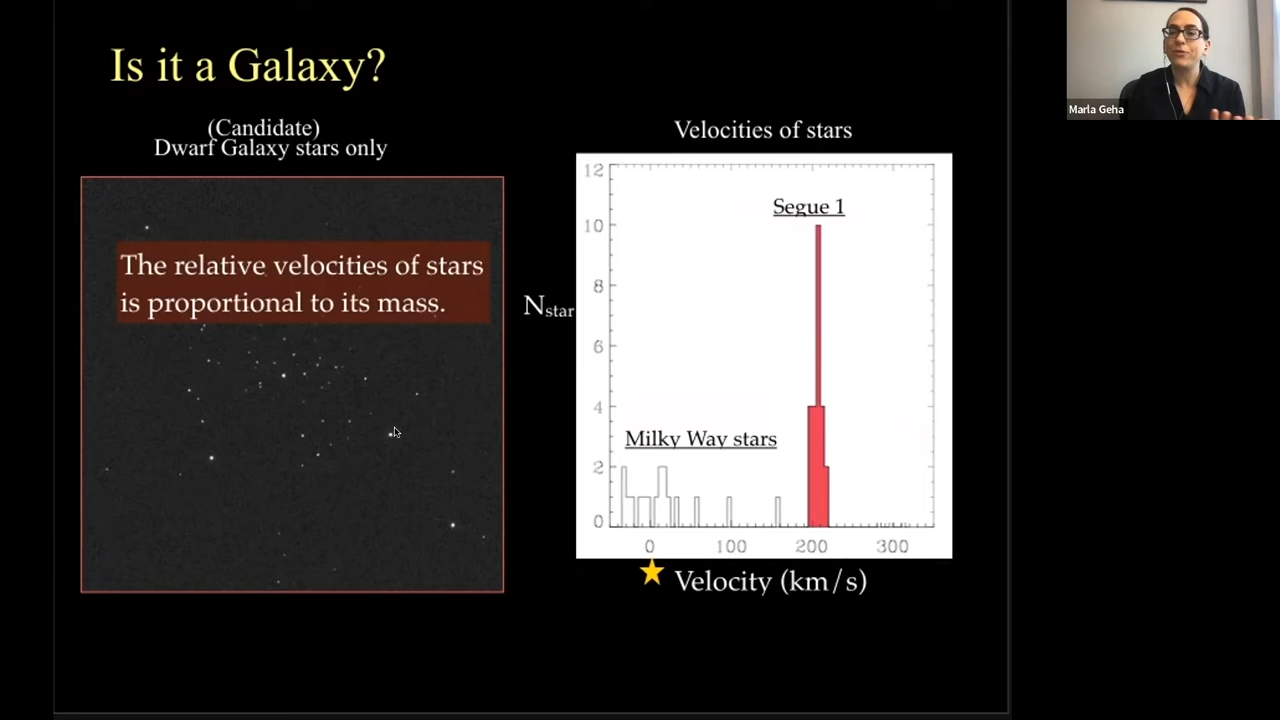 Is it a Galaxy?
(Candidate)
Dwarf Galaxy stars only
The relative velocities of stars
is proportional to its mass.
Velocities of stars
12
10
8
6
4
2
0
N_star
Segue 1
Milky Way stars
0 100 200 300
Velocity (km/s)
Marla Geha